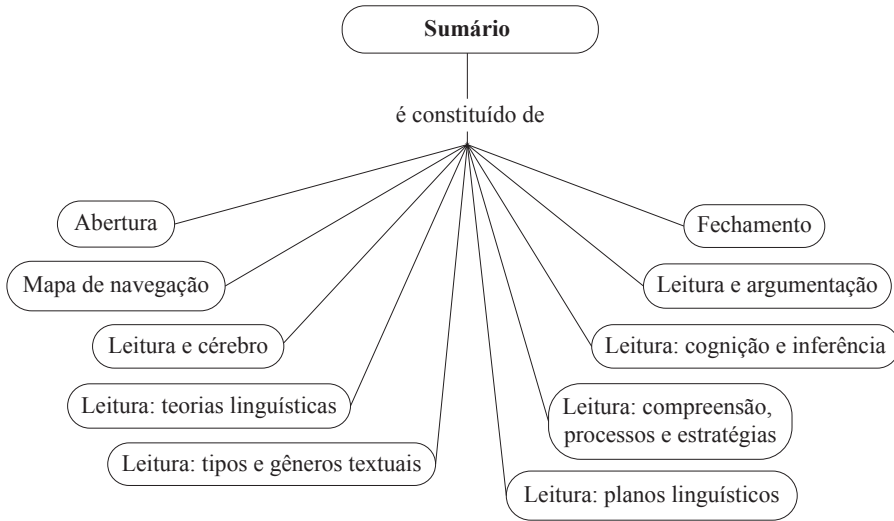 Sumário
é constituído de
Abertura
Mapa de navegação
Leitura e cérebro
Leitura: teorias linguísticas
Leitura: tipos e gêneros textuais
Leitura: planos linguísticos
Leitura: compreensão,
processos e estratégias
Leitura: cognição e inferência
Leitura e argumentação
Fechamento